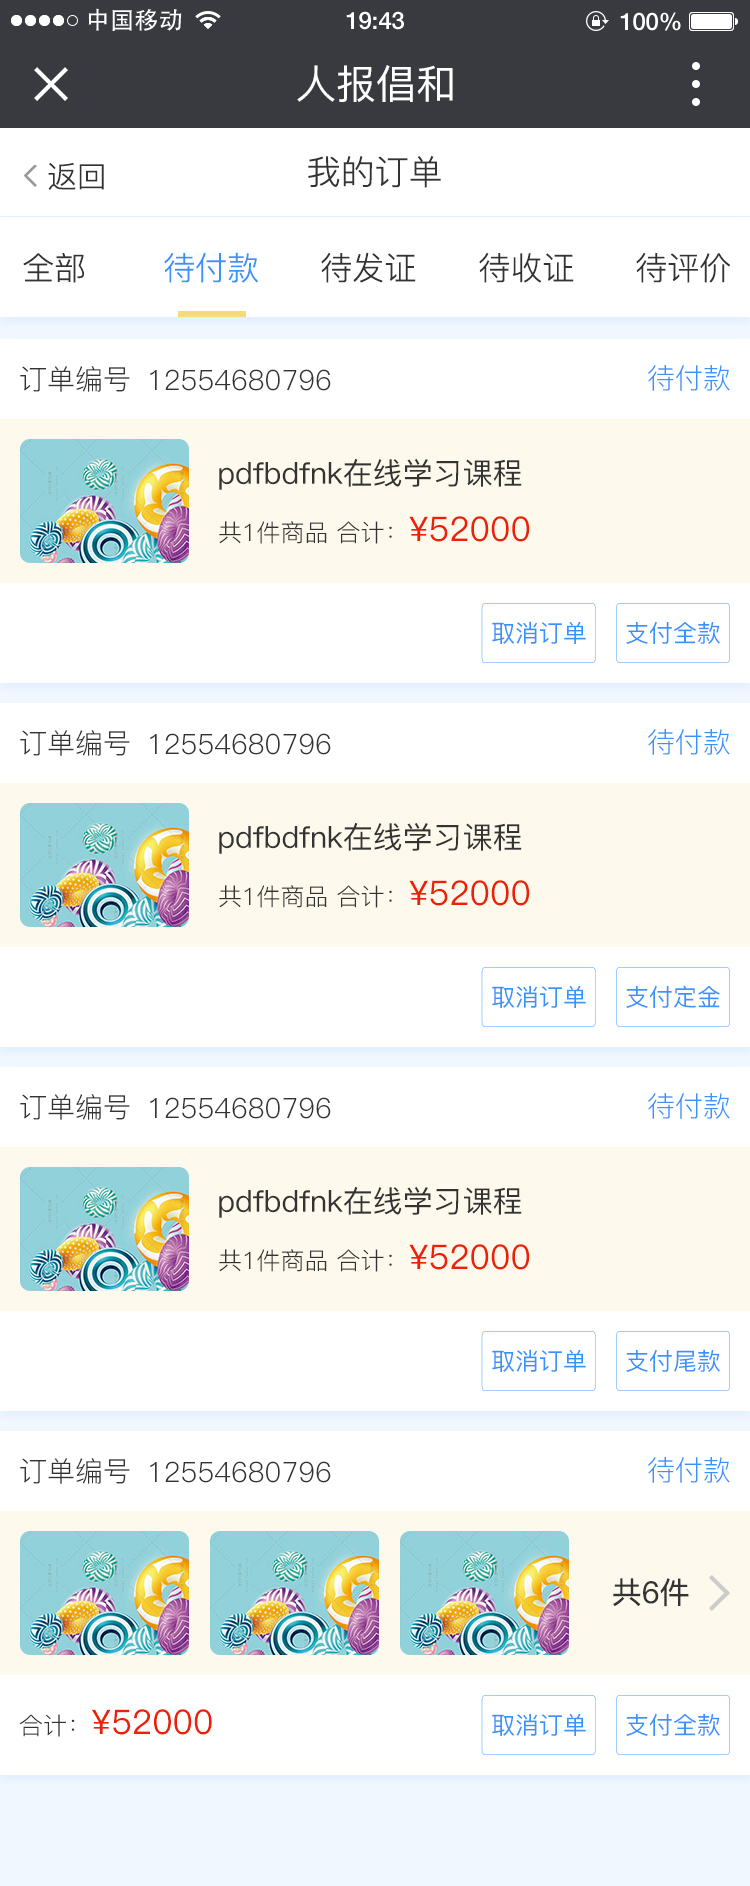 中国移动 19:43 100%
人报倡和
返回 我的订单
全部 待付款 待发证 待收证 待评价
订单编号 12554680796 待付款
pdfbdfnk在线学习课程
共1件商品 合计：¥52000
取消订单 支付全款
订单编号 12554680796 待付款
pdfbdfnk在线学习课程
共1件商品 合计：¥52000
取消订单 支付定金
订单编号 12554680796 待付款
pdfbdfnk在线学习课程
共1件商品 合计：¥52000
取消订单 支付尾款
订单编号 12554680796 待付款
共6件
合计：¥52000 取消订单 支付全款